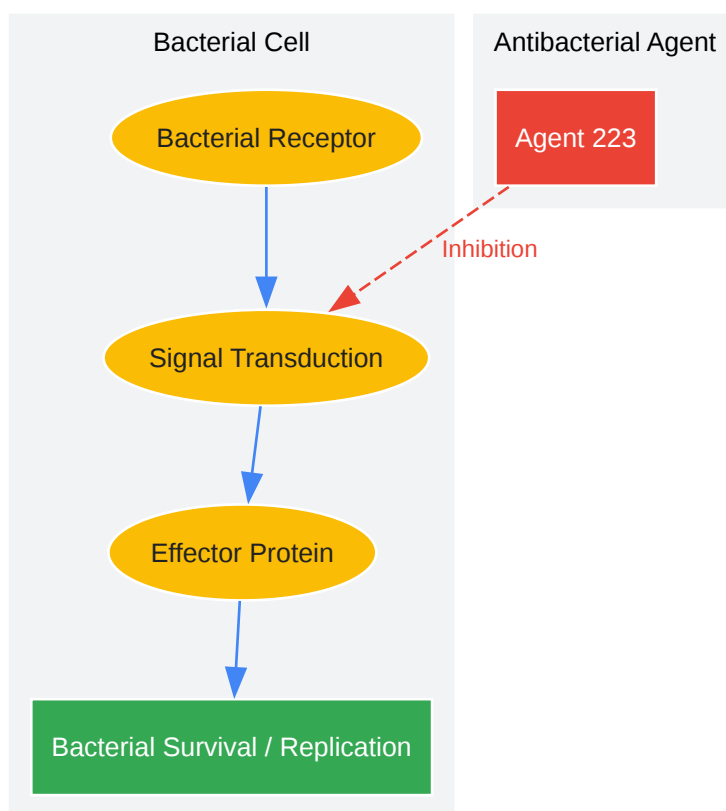 Bacterial Cell
Antibacterial Agent
Bacterial Receptor
Agent 223
Inhibition
Signal Transduction
Effector Protein
Bacterial Survival / Replication